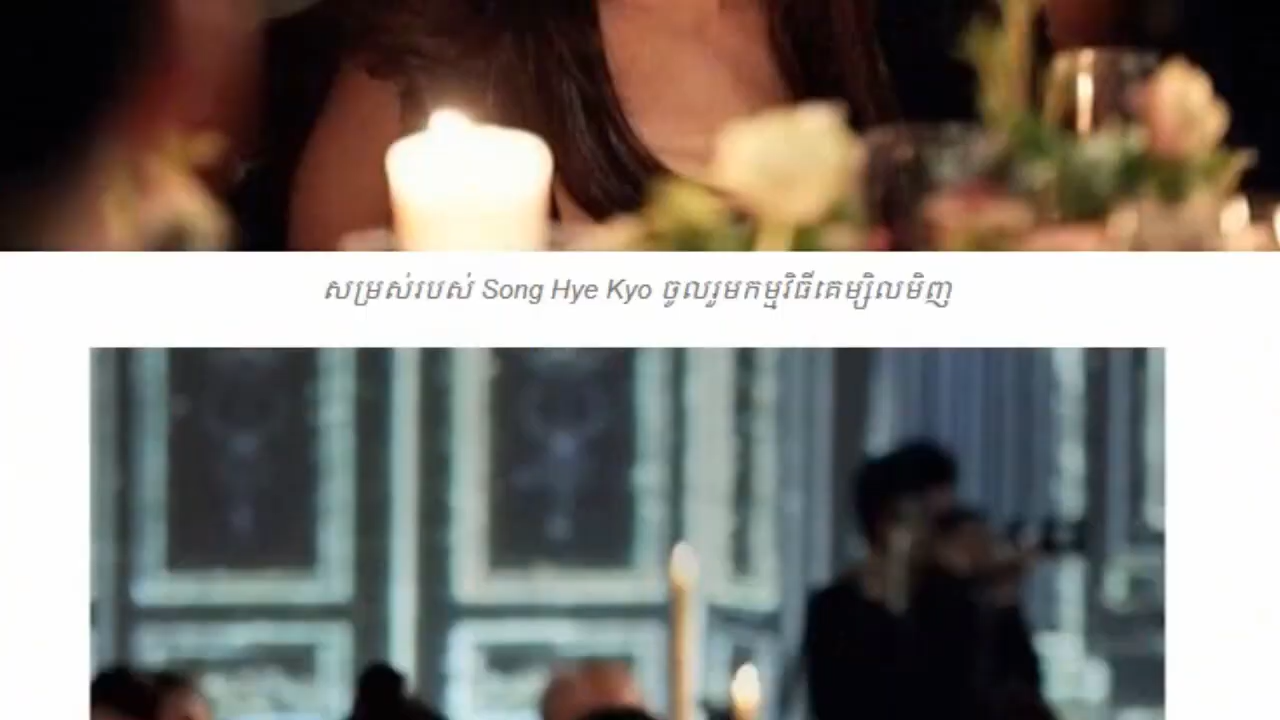 សម្រស់របស់ Song Hye Kyo ចូលរួមកម្មវិធីគេម្សិលមិញ